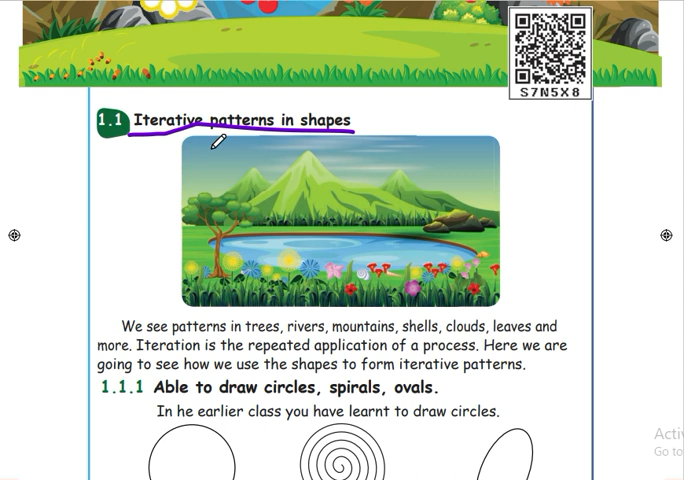 S7N5X8
1.1 Iterative patterns in shapes
We see patterns in trees, rivers, mountains, shells, clouds, leaves and
more. Iteration is the repeated application of a process. Here we are
going to see how we use the shapes to form iterative patterns.
1.1.1 Able to draw circles, spirals, ovals.
In he earlier class you have learnt to draw circles.
Go to